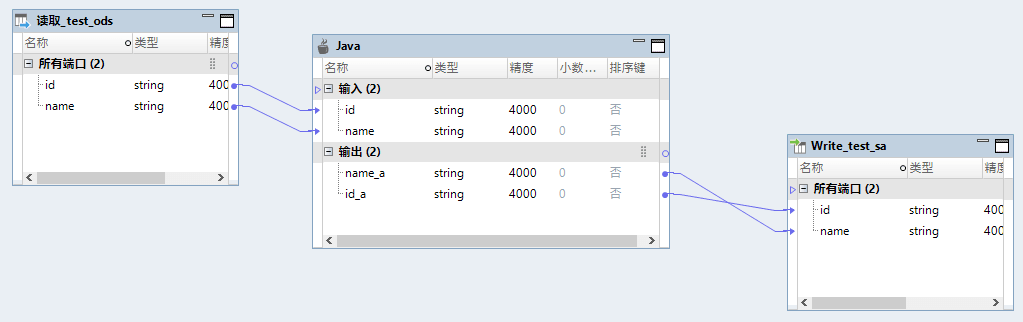 读取_test_ods
名称 类型 精度
所有端口 (2)
id string 400
name string 400
Java
名称 类型 精度 小数... 排序键
输入 (2)
id string 4000 0 否
name string 4000 0 否
输出 (2)
name_a string 4000 0 否
id_a string 4000 0 否
Write_test_sa
名称 类型 精度
所有端口 (2)
id string 400
name string 400